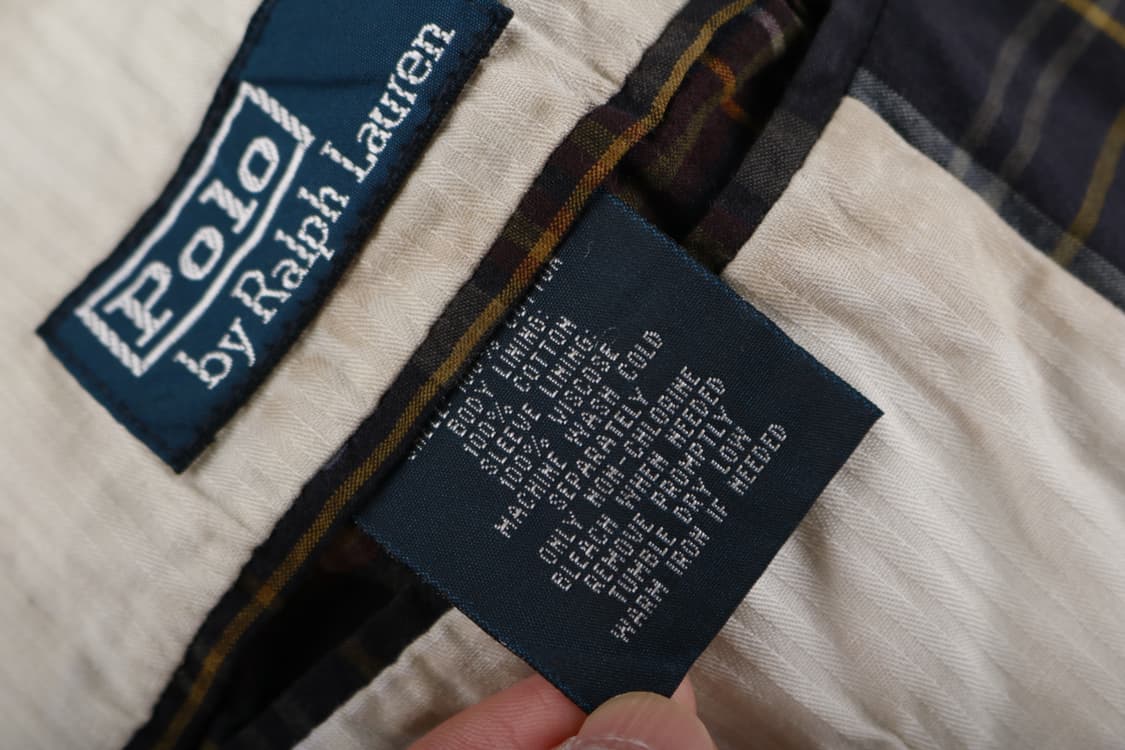 Polo
by Ralph Lauren
COTTON
BODY LINING
100% COTTON
SLEEVE LINING:
100% VISCOSE
MACHINE WASH COLD
SEPARATELY
ONLY NON-CHLORINE
BLEACH WHEN NEEDED
REMOVE PROMPTLY
TUMBLE DRY LOW
WARM IRON IF NEEDED